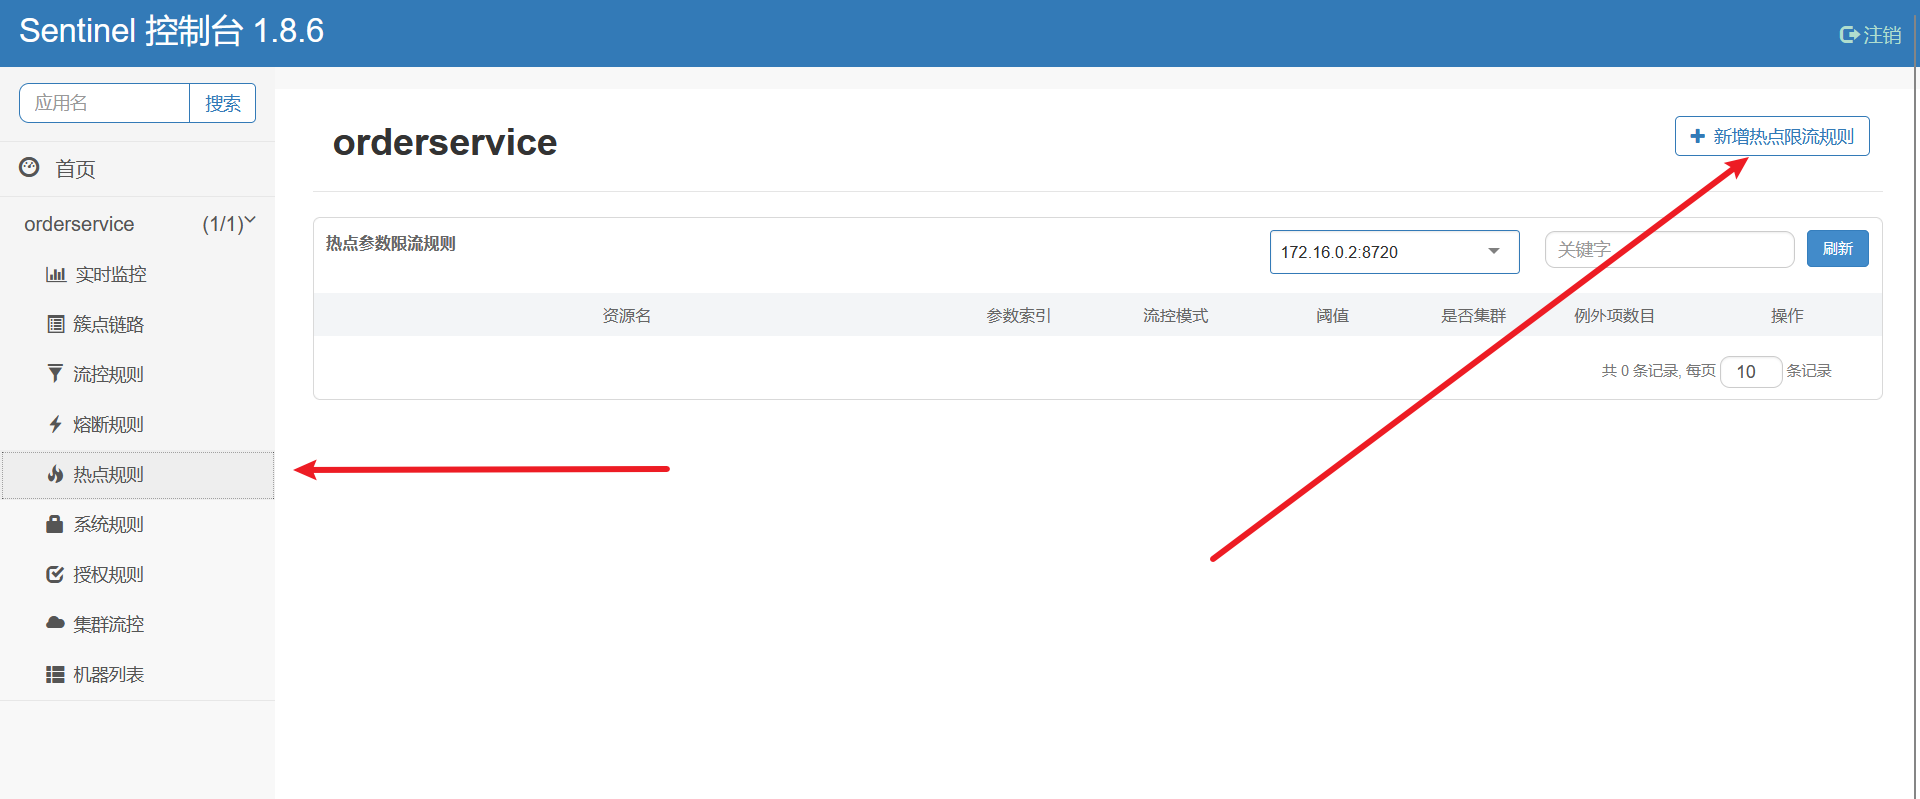 Sentinel 控制台 1.8.6
注销
应用名
搜索
首页
orderservice (1/1)
实时监控
簇点链路
流控规则
熔断规则
热点规则
系统规则
授权规则
集群流控
机器列表
orderservice
新增热点限流规则
热点参数限流规则
172.16.0.2:8720
关键字
刷新
资源名 参数索引 流控模式 阈值 是否集群 例外项数目 操作
共 0 条记录, 每页 10 条记录